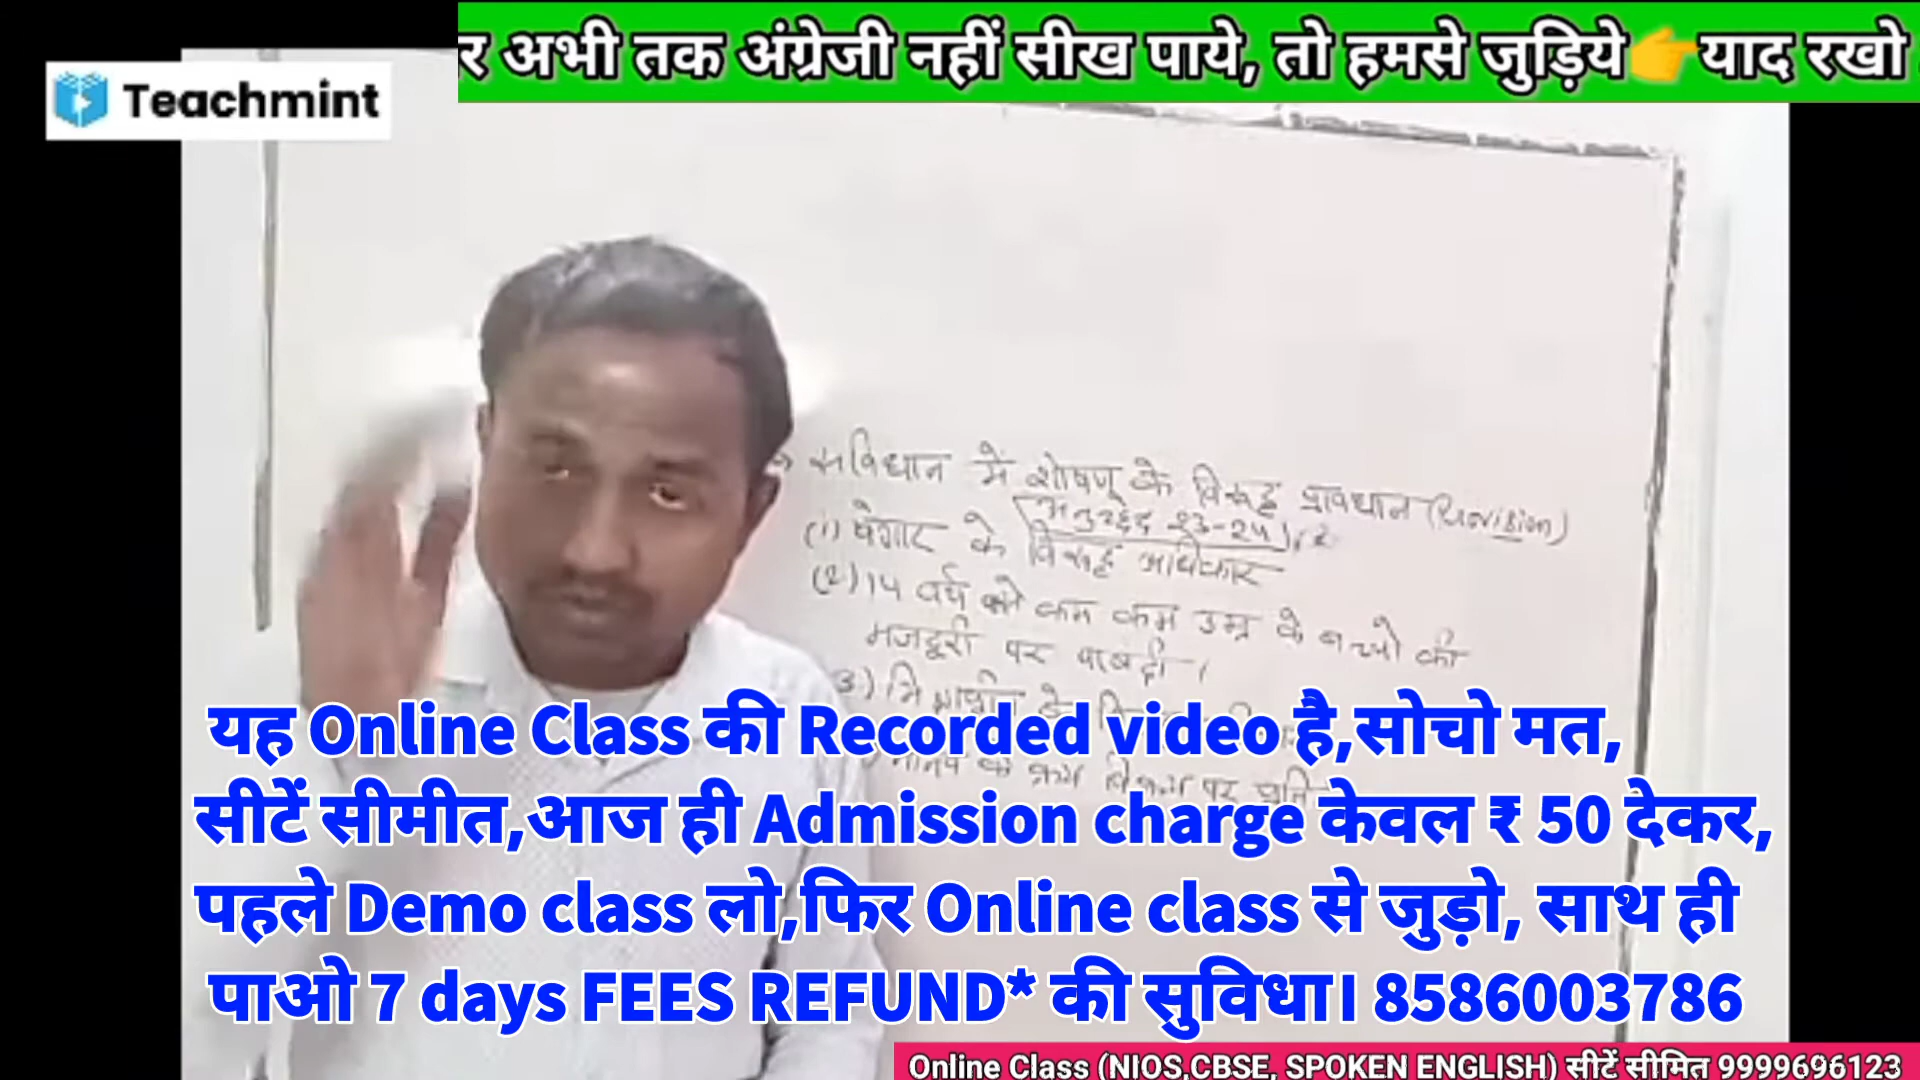 र अभी तक अंग्रेजी नहीं सीख पाये, तो हमसे जुड़िये👉याद रखो
Teachmint
संविधान में शोषण के विरूद्ध प्रावधान (Provision)
अनुच्छेद 23-24
(1) बेगार के विरूद्ध अधिकार
(2) 14 वर्ष से कम उम्र के बच्चो की
मजदूरी पर पाबंदी।
3.)
यह Online Class की Recorded video है,सोचो मत,
सीटें सीमीत,आज ही Admission charge केवल ₹ 50 देकर,
पहले Demo class लो,फिर Online class से जुड़ो, साथ ही
पाओ 7 days FEES REFUND* की सुविधा। 8586003786
Online Class (NIOS,CBSE, SPOKEN ENGLISH) सीटें सीमित 9999696123